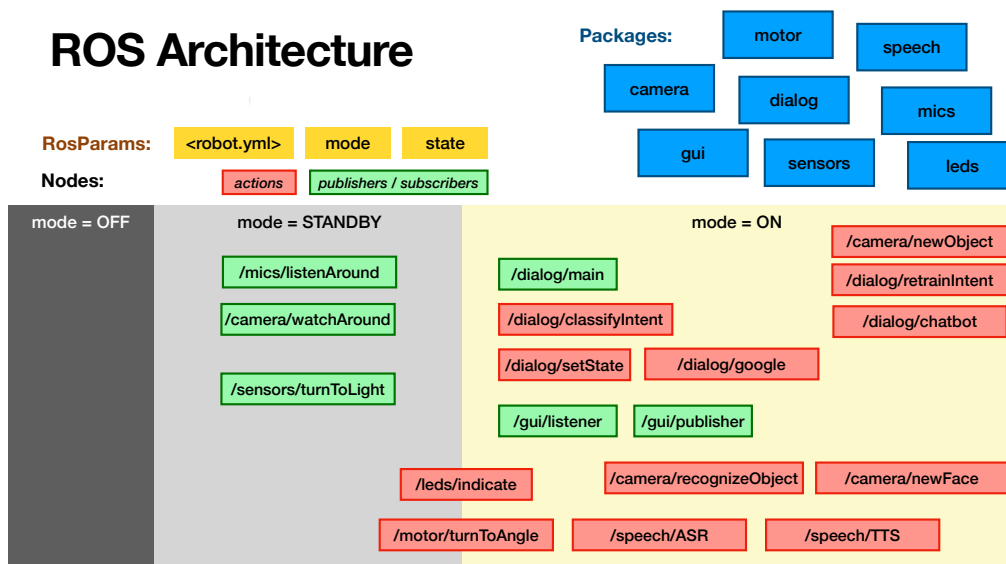 ROS Architecture
Packages:
motor
speech
camera
dialog
mics
gui
sensors
leds
RosParams:
<robot.yml>
mode
state
Nodes:
actions
publishers / subscribers
mode = OFF
mode = STANDBY
mode = ON
/mics/listenAround
/camera/watchAround
/sensors/turnToLight
/dialog/main
/dialog/classifyIntent
/dialog/setState
/dialog/google
/gui/listener
/gui/publisher
/camera/newObject
/dialog/retrainIntent
/dialog/chatbot
/leds/indicate
/camera/recognizeObject
/camera/newFace
/motor/turnToAngle
/speech/ASR
/speech/TTS